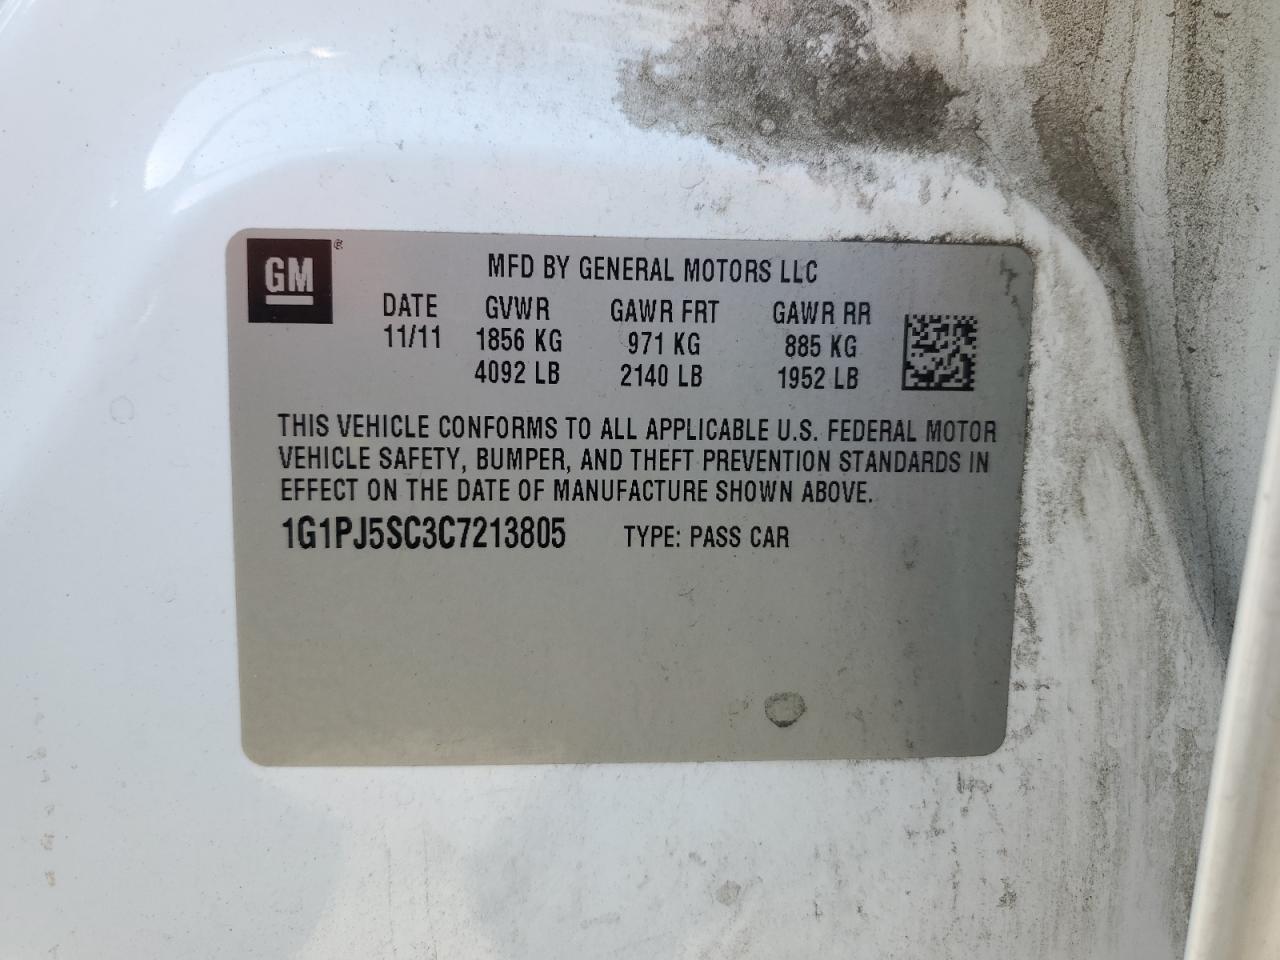 GM ®
MFD BY GENERAL MOTORS LLC
DATE GVWR GAWR FRT GAWR RR
11/11 1856 KG 971 KG 885 KG
4092 LB 2140 LB 1952 LB
THIS VEHICLE CONFORMS TO ALL APPLICABLE U.S. FEDERAL MOTOR
VEHICLE SAFETY, BUMPER, AND THEFT PREVENTION STANDARDS IN
EFFECT ON THE DATE OF MANUFACTURE SHOWN ABOVE.
1G1PJ5SC3C7213805 TYPE: PASS CAR